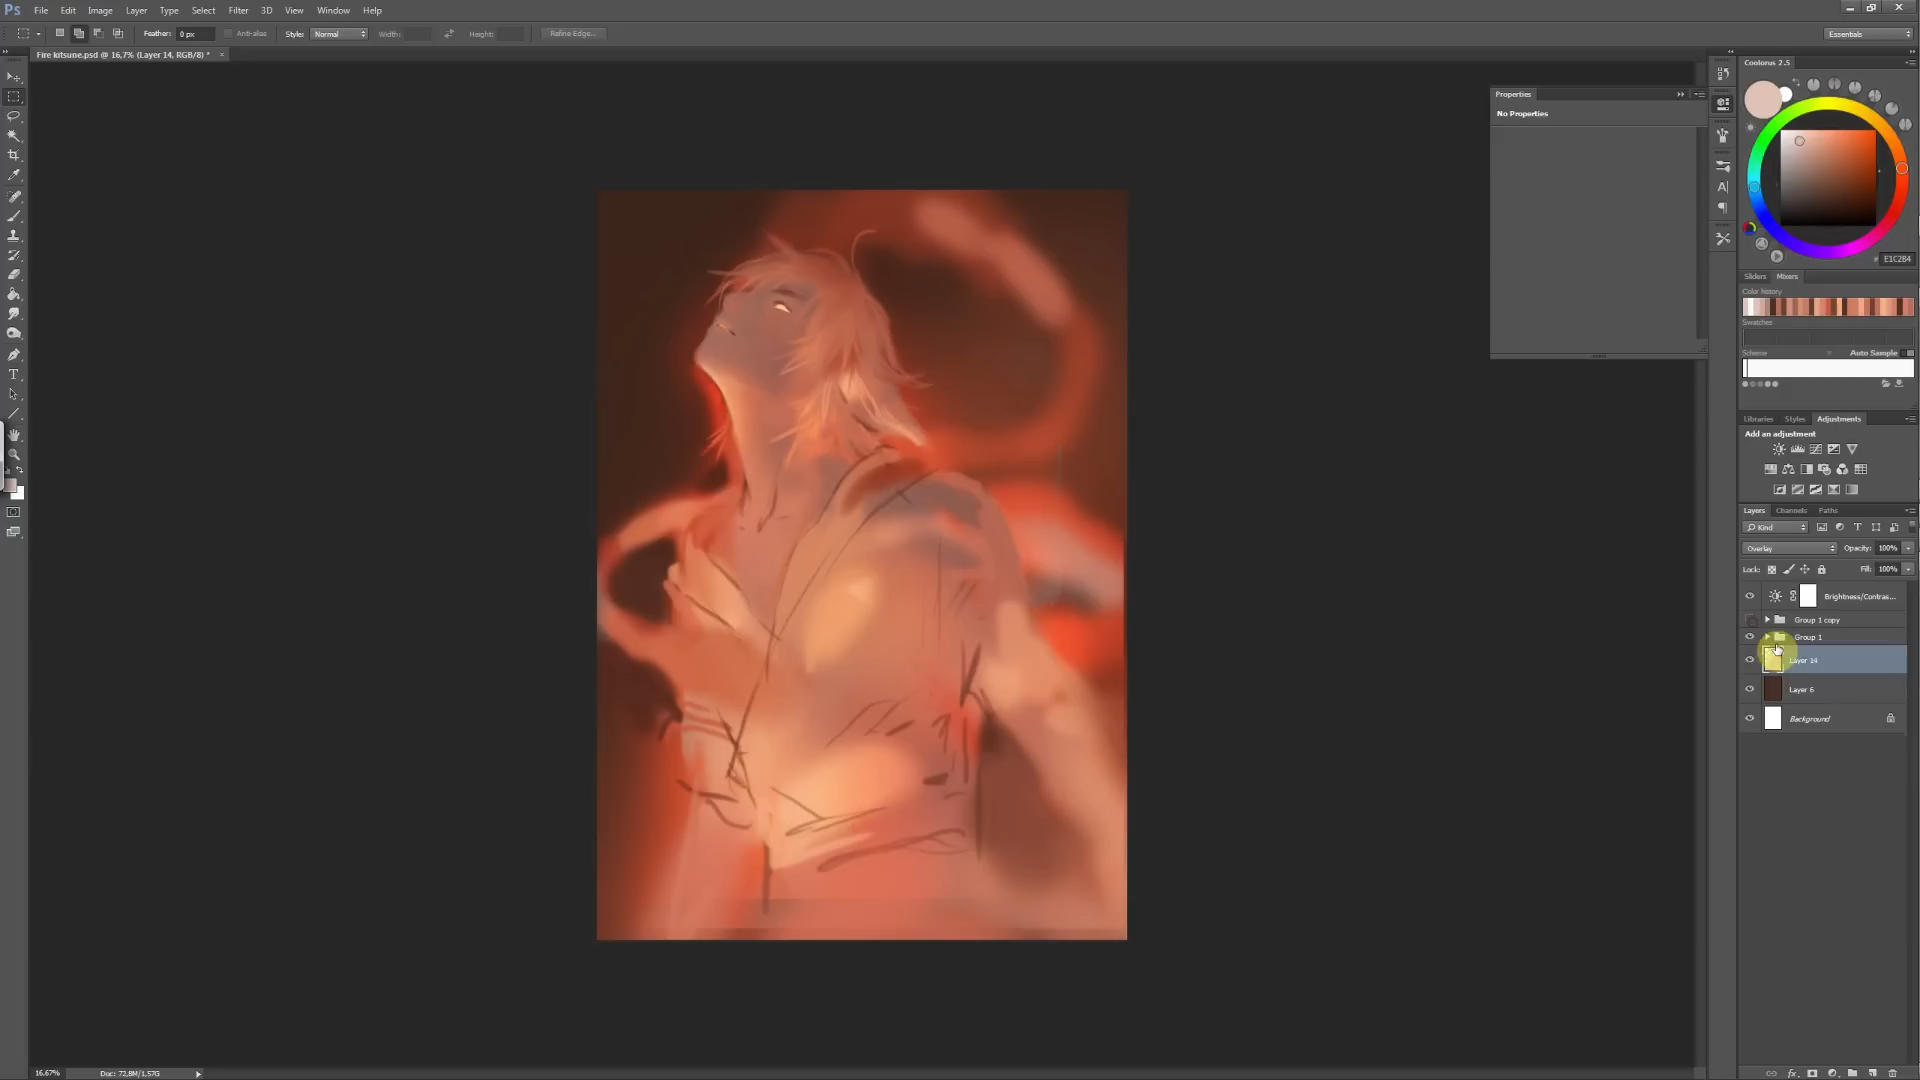 Ps File Edit Image Layer Type Select Filter 3D View Window Help
Feather: 0 px Anti-alias Style: Normal Width: Height: Refine Edge... Essentials
Fire kitsune.psd @ 16,7% (Layer 14, RGB/8) * ×
Coolorus 2.5
Properties
No Properties
# E1C2B4
Sliders Mixers
Color history
Swatches
Scheme Auto Sample
Libraries Styles Adjustments
Add an adjustment
Layers Channels Paths
Kind
Overlay Opacity: 100%
Lock: Fill: 100%
Brightness/Contras...
Group 1 copy
Group 1
Layer 14
Layer 6
Background
16.67% Doc: 72,8M/1,57G